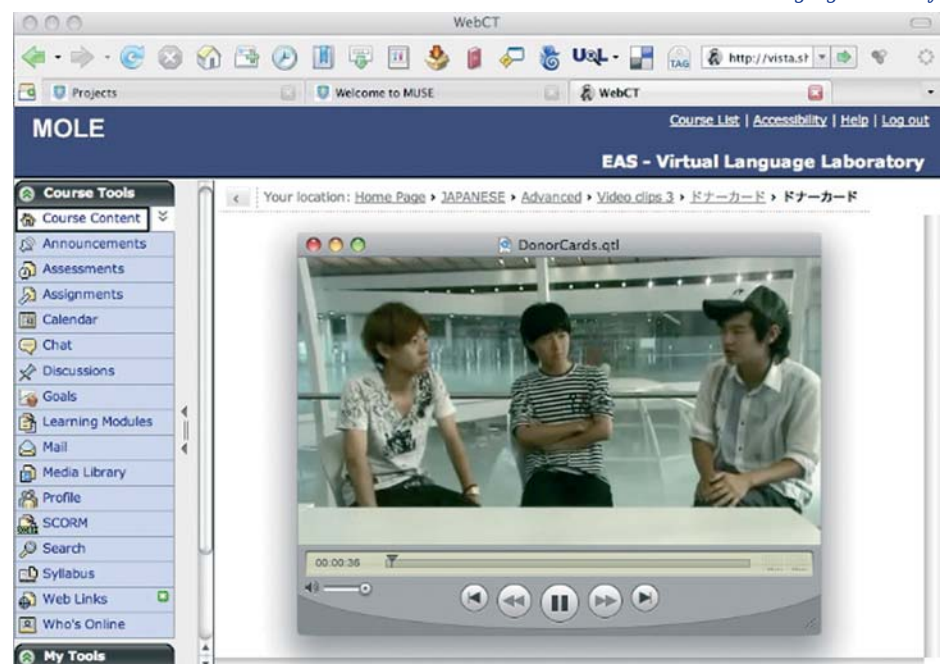 WebCT
UQL
TAG
http://vista.sh
Projects
Welcome to MUSE
WebCT
MOLE
Course List | Accessibility | Help | Log out
EAS - Virtual Language Laboratory
Course Tools
Your location: Home Page › JAPANESE › Advanced › Video clips 3 › ドナーカード › ドナーカード
Course Content
Announcements
Assessments
Assignments
Calendar
Chat
Discussions
Goals
Learning Modules
Mail
Media Library
Profile
SCORM
Search
Syllabus
Web Links
Who's Online
My Tools
DonorCards.qtl
00:00:36